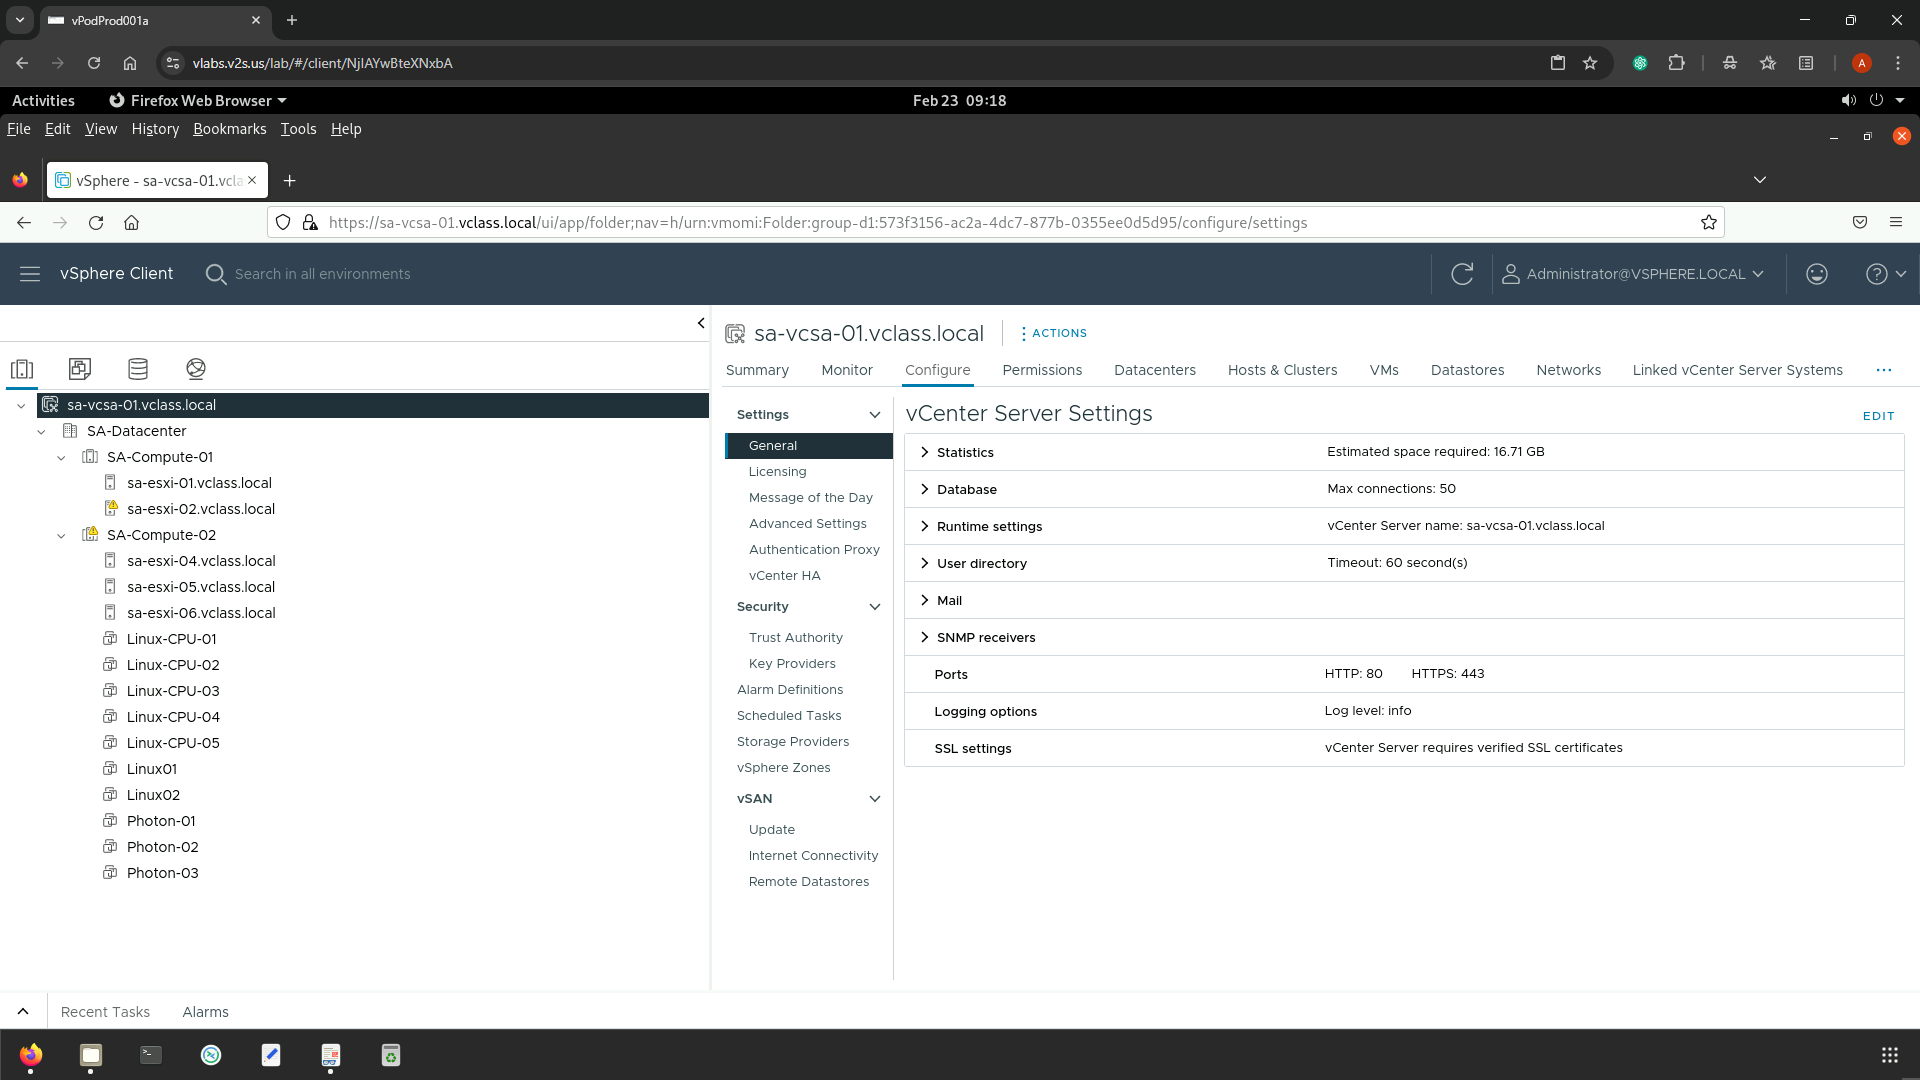 vPodProd001a
vlabs.v2s.us/lab/#/client/NjIAYwBteXNxbA
A
Activities
Firefox Web Browser
Feb 23 09:18
File Edit View History Bookmarks Tools Help
vSphere - sa-vcsa-01.vcla
https://sa-vcsa-01.vclass.local/ui/app/folder;nav=h/urn:vmomi:Folder:group-d1:573f3156-ac2a-4dc7-877b-0355ee0d5d95/configure/settings
vSphere Client
Search in all environments
Administrator@VSPHERE.LOCAL
sa-vcsa-01.vclass.local
SA-Datacenter
SA-Compute-01
sa-esxi-01.vclass.local
sa-esxi-02.vclass.local
SA-Compute-02
sa-esxi-04.vclass.local
sa-esxi-05.vclass.local
sa-esxi-06.vclass.local
Linux-CPU-01
Linux-CPU-02
Linux-CPU-03
Linux-CPU-04
Linux-CPU-05
Linux01
Linux02
Photon-01
Photon-02
Photon-03
sa-vcsa-01.vclass.local
ACTIONS
Summary Monitor Configure Permissions Datacenters Hosts & Clusters VMs Datastores Networks Linked vCenter Server Systems
Settings
General
Licensing
Message of the Day
Advanced Settings
Authentication Proxy
vCenter HA
Security
Trust Authority
Key Providers
Alarm Definitions
Scheduled Tasks
Storage Providers
vSphere Zones
vSAN
Update
Internet Connectivity
Remote Datastores
vCenter Server Settings
EDIT
Statistics Estimated space required: 16.71 GB
Database Max connections: 50
Runtime settings vCenter Server name: sa-vcsa-01.vclass.local
User directory Timeout: 60 second(s)
Mail
SNMP receivers
Ports HTTP: 80 HTTPS: 443
Logging options Log level: info
SSL settings vCenter Server requires verified SSL certificates
Recent Tasks Alarms